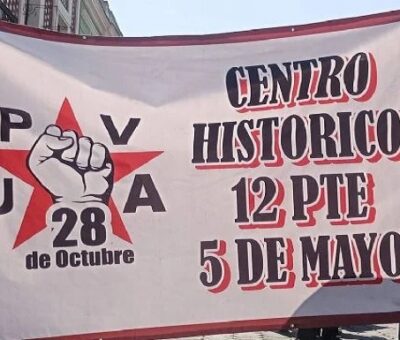 P V
U A
28
de Octubre
CENTRO
HISTORICO
12 PTE
5 DE MAYO